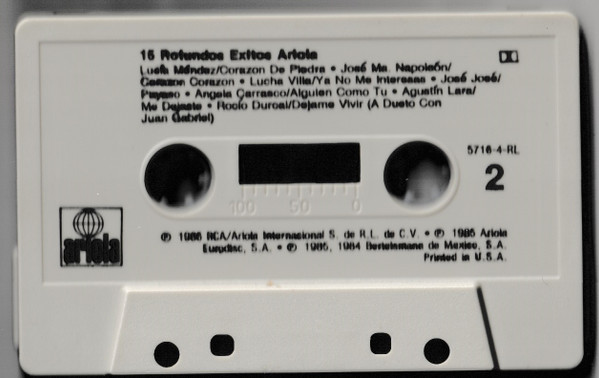 15 Rotundos Exitos Ariola
Lucía Méndez/Corazon De Piedra • José Ma. Napoleón/
Corazon Corazon • Lucha Villa/Ya No Me Interesas • José José/
Payaso • Angela Carrasco/Alguien Como Tu • Agustín Lara/
Me Dejaste • Rocío Durcal/Dejame Vivir (A Dueto Con
Juan Gabriel)
5716-4-RL
2
100 50 0
ariola
℗ 1986 RCA/Ariola Internacional S. de R.L. de C.V. • ℗ 1985 Ariola
Eurodisc, S.A. • ℗ 1985, 1984 Bertelsmann de Mexico, S.A.
Printed in U.S.A.